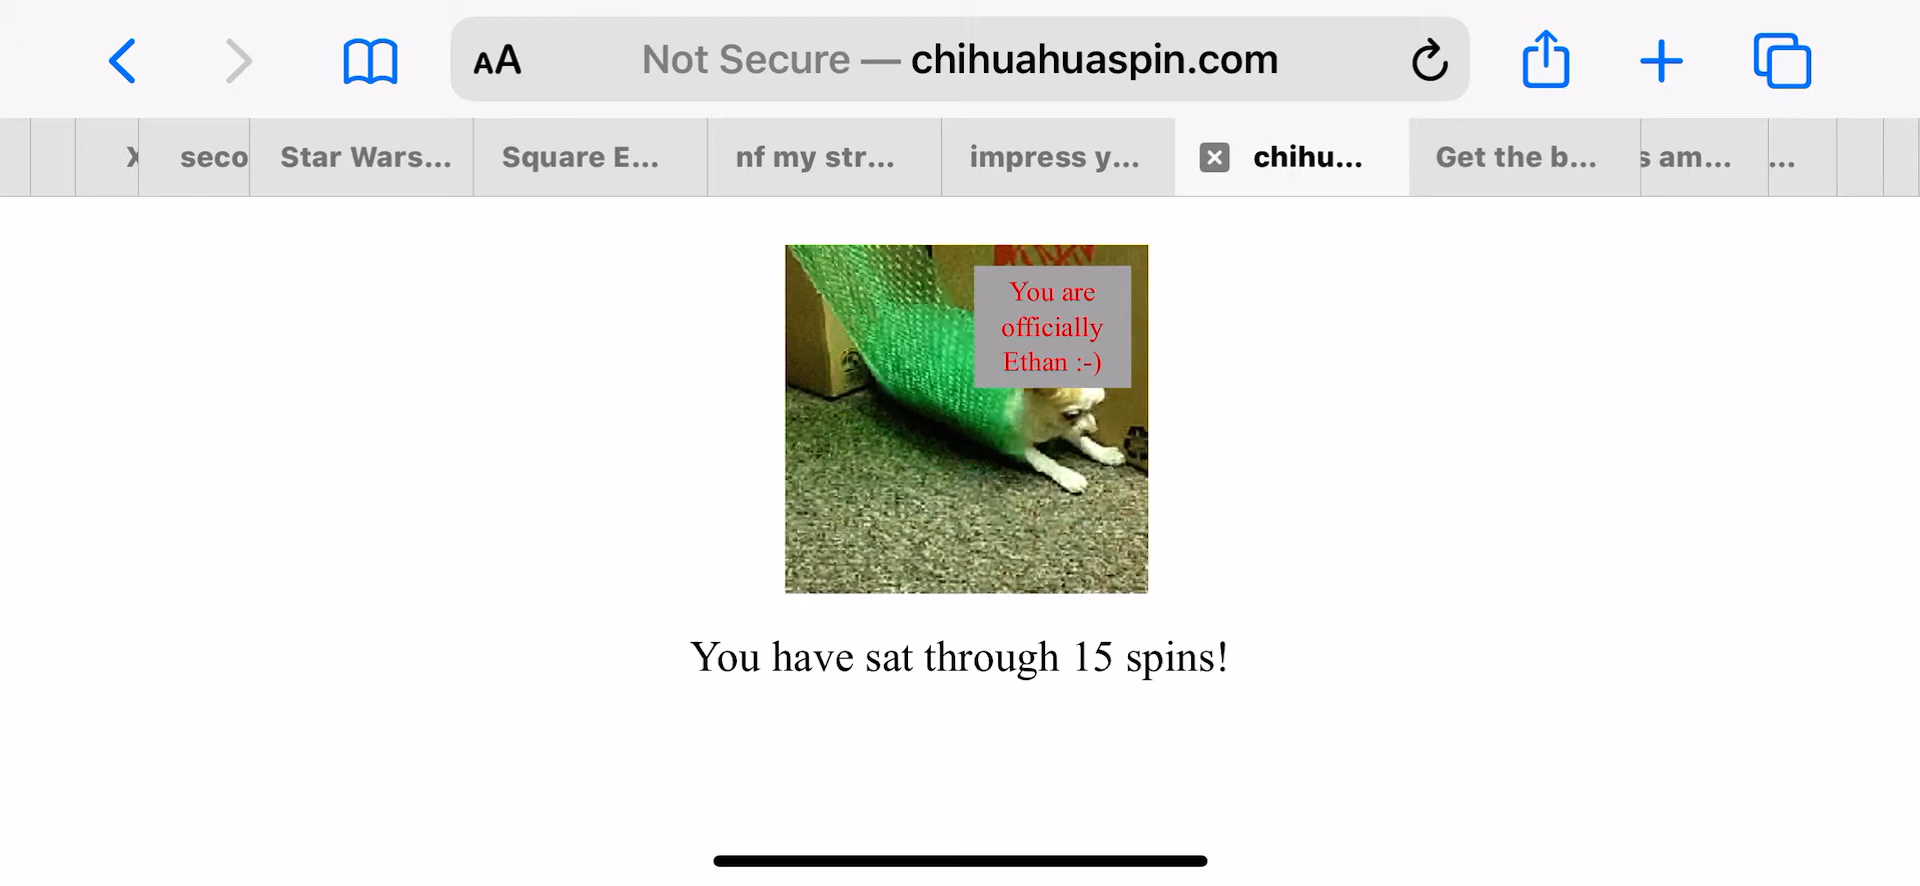 AA Not Secure — chihuahuaspin.com
seco Star Wars... Square E... nf my str... impress y... chihu... Get the b... s am... ...
You are
officially
Ethan :-)
You have sat through 15 spins!